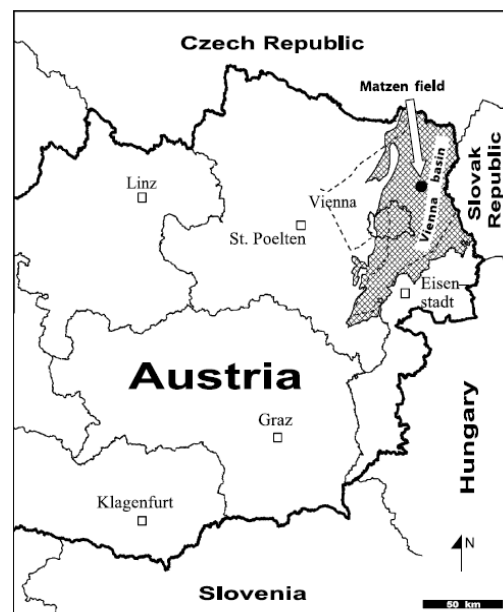 Czech Republic
Matzen field
Slovak
Republic
Linz
Vienna
Vienna basin
St. Poelten
Eisen
stadt
Austria
Graz
Hungary
Klagenfurt
N
Slovenia
50 km